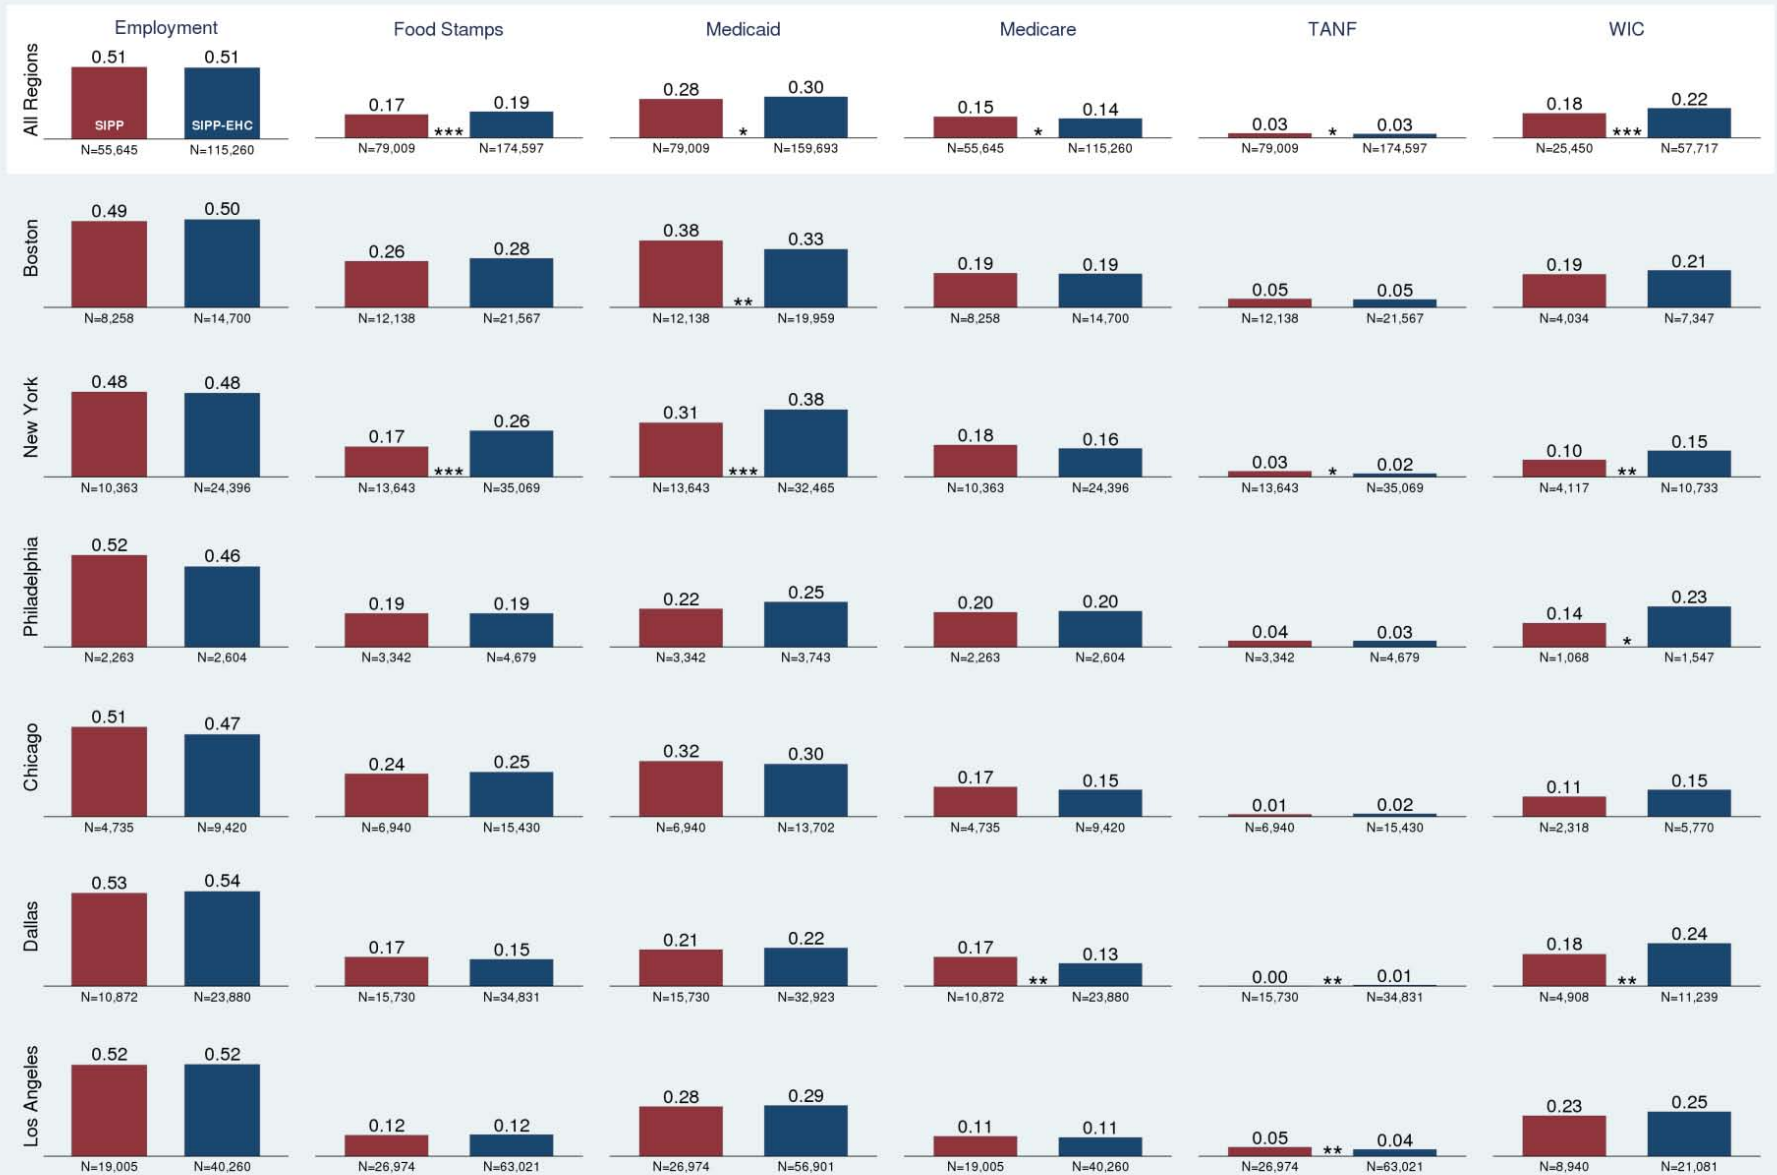 Employment Food Stamps Medicaid Medicare TANF WIC
All Regions
0.51 0.51 0.17 0.19 0.28 0.30 0.15 0.14 0.03 0.03 0.18 0.22
SIPP SIPP-EHC *** * * * ***
N=55,645 N=115,260 N=79,009 N=174,597 N=79,009 N=159,693 N=55,645 N=115,260 N=79,009 N=174,597 N=25,450 N=57,717
Boston
0.49 0.50 0.26 0.28 0.38 0.33 0.19 0.19 0.05 0.05 0.19 0.21
**
N=8,258 N=14,700 N=12,138 N=21,567 N=12,138 N=19,959 N=8,258 N=14,700 N=12,138 N=21,567 N=4,034 N=7,347
New York
0.48 0.48 0.17 0.26 0.31 0.38 0.18 0.16 0.03 0.02 0.10 0.15
*** *** * **
N=10,363 N=24,396 N=13,643 N=35,069 N=13,643 N=32,465 N=10,363 N=24,396 N=13,643 N=35,069 N=4,117 N=10,733
Philadelphia
0.52 0.46 0.19 0.19 0.22 0.25 0.20 0.20 0.04 0.03 0.14 0.23
*
N=2,263 N=2,604 N=3,342 N=4,679 N=3,342 N=3,743 N=2,263 N=2,604 N=3,342 N=4,679 N=1,068 N=1,547
Chicago
0.51 0.47 0.24 0.25 0.32 0.30 0.17 0.15 0.01 0.02 0.11 0.15
N=4,735 N=9,420 N=6,940 N=15,430 N=6,940 N=13,702 N=4,735 N=9,420 N=6,940 N=15,430 N=2,318 N=5,770
Dallas
0.53 0.54 0.17 0.15 0.21 0.22 0.17 0.13 0.00 0.01 0.18 0.24
** ** **
N=10,872 N=23,880 N=15,730 N=34,831 N=15,730 N=32,923 N=10,872 N=23,880 N=15,730 N=34,831 N=4,908 N=11,239
Los Angeles
0.52 0.52 0.12 0.12 0.28 0.29 0.11 0.11 0.05 0.04 0.23 0.25
**
N=19,005 N=40,260 N=26,974 N=63,021 N=26,974 N=56,901 N=19,005 N=40,260 N=26,974 N=63,021 N=8,940 N=21,081